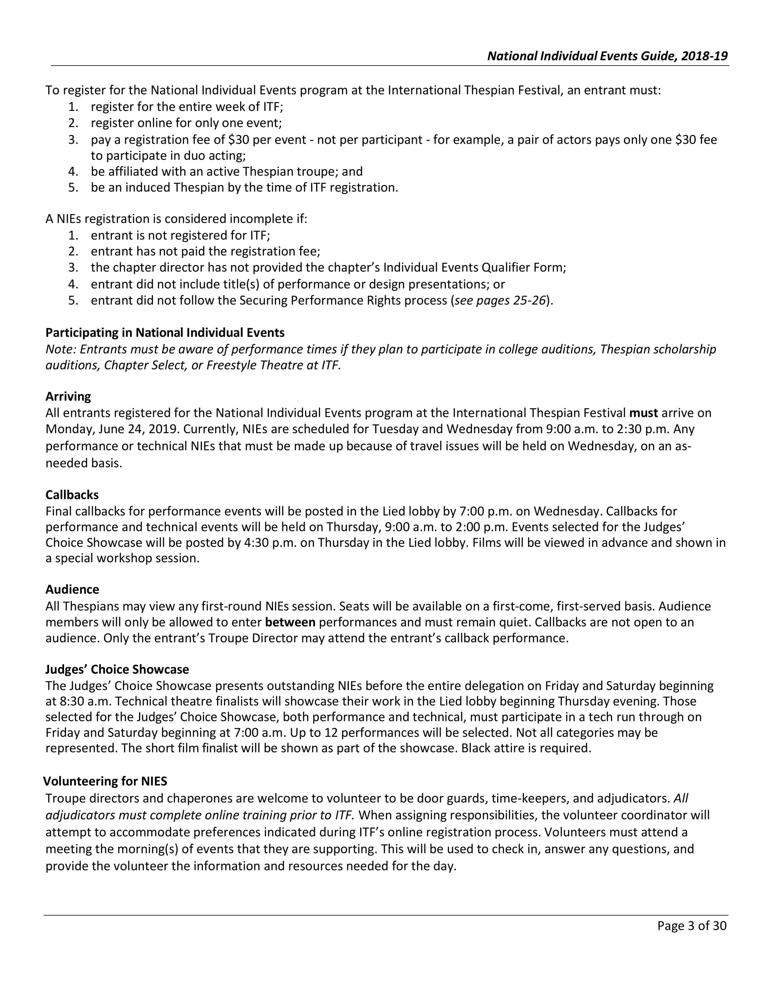 National Individual Events Guide, 2018-19
To register for the National Individual Events program at the International Thespian Festival, an entrant must:
1. register for the entire week of ITF;
2. register online for only one event;
3. pay a registration fee of $30 per event - not per participant - for example, a pair of actors pays only one $30 fee
to participate in duo acting;
4. be affiliated with an active Thespian troupe; and
5. be an induced Thespian by the time of ITF registration.
A NIEs registration is considered incomplete if:
1. entrant is not registered for ITF;
2. entrant has not paid the registration fee;
3. the chapter director has not provided the chapter’s Individual Events Qualifier Form;
4. entrant did not include title(s) of performance or design presentations; or
5. entrant did not follow the Securing Performance Rights process (see pages 25-26).
Participating in National Individual Events
Note: Entrants must be aware of performance times if they plan to participate in college auditions, Thespian scholarship
auditions, Chapter Select, or Freestyle Theatre at ITF.
Arriving
All entrants registered for the National Individual Events program at the International Thespian Festival must arrive on
Monday, June 24, 2019. Currently, NIEs are scheduled for Tuesday and Wednesday from 9:00 a.m. to 2:30 p.m. Any
performance or technical NIEs that must be made up because of travel issues will be held on Wednesday, on an as-
needed basis.
Callbacks
Final callbacks for performance events will be posted in the Lied lobby by 7:00 p.m. on Wednesday. Callbacks for
performance and technical events will be held on Thursday, 9:00 a.m. to 2:00 p.m. Events selected for the Judges’
Choice Showcase will be posted by 4:30 p.m. on Thursday in the Lied lobby. Films will be viewed in advance and shown in
a special workshop session.
Audience
All Thespians may view any first-round NIEs session. Seats will be available on a first-come, first-served basis. Audience
members will only be allowed to enter between performances and must remain quiet. Callbacks are not open to an
audience. Only the entrant’s Troupe Director may attend the entrant’s callback performance.
Judges’ Choice Showcase
The Judges’ Choice Showcase presents outstanding NIEs before the entire delegation on Friday and Saturday beginning
at 8:30 a.m. Technical theatre finalists will showcase their work in the Lied lobby beginning Thursday evening. Those
selected for the Judges’ Choice Showcase, both performance and technical, must participate in a tech run through on
Friday and Saturday beginning at 7:00 a.m. Up to 12 performances will be selected. Not all categories may be
represented. The short film finalist will be shown as part of the showcase. Black attire is required.
Volunteering for NIES
Troupe directors and chaperones are welcome to volunteer to be door guards, time-keepers, and adjudicators. All
adjudicators must complete online training prior to ITF. When assigning responsibilities, the volunteer coordinator will
attempt to accommodate preferences indicated during ITF’s online registration process. Volunteers must attend a
meeting the morning(s) of events that they are supporting. This will be used to check in, answer any questions, and
provide the volunteer the information and resources needed for the day.
Page 3 of 30